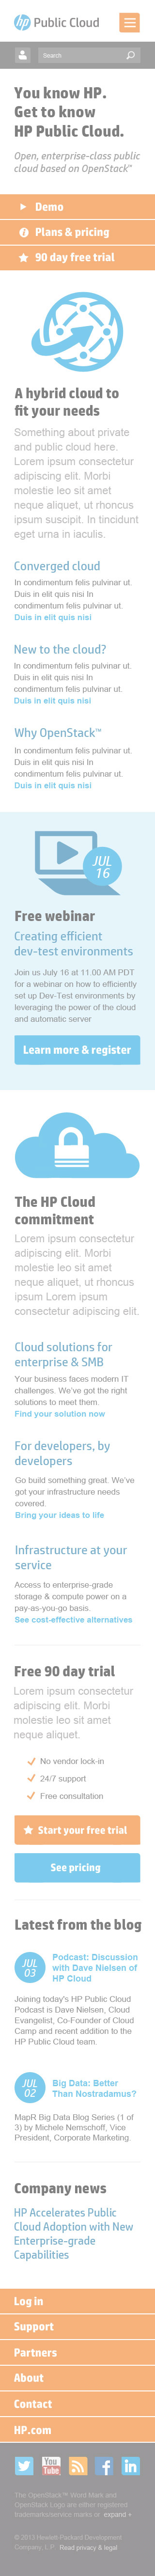 hp Public Cloud
Search
You know HP.
Get to know
HP Public Cloud.
Open, enterprise-class public
cloud based on OpenStack™
Demo
Plans & pricing
90 day free trial
A hybrid cloud to
fit your needs
Something about private
and public cloud here.
Lorem ipsum consectetur
adipiscing elit. Morbi
molestie leo sit amet
neque aliquet, ut rhoncus
ipsum suscipit. In tincidunt
eget urna in iaculis.
Converged cloud
In condimentum felis pulvinar ut.
Duis in elit quis nisi In
condimentum felis pulvinar ut.
Duis in elit quis nisi
New to the cloud?
In condimentum felis pulvinar ut.
Duis in elit quis nisi In
condimentum felis pulvinar ut.
Duis in elit quis nisi
Why OpenStack™
In condimentum felis pulvinar ut.
Duis in elit quis nisi In
condimentum felis pulvinar ut.
Duis in elit quis nisi
JUL
16
Free webinar
Creating efficient
dev-test environments
Join us July 16 at 11.00 AM PDT
for a webinar on how to efficiently
set up Dev-Test environments by
leveraging the power of the cloud
and automatic server
Learn more & register
The HP Cloud
commitment
Lorem ipsum consectetur
adipiscing elit. Morbi
molestie leo sit amet
neque aliquet, ut rhoncus
ipsum Lorem ipsum
consectetur adipiscing elit.
Cloud solutions for
enterprise & SMB
Your business faces modern IT
challenges. We've got the right
solutions to meet them.
Find your solution now
For developers, by
developers
Go build something great. We've
got your infrastructure needs
covered.
Bring your ideas to life
Infrastructure at your
service
Access to enterprise-grade
storage & compute power on a
pay-as-you-go basis.
See cost-effective alternatives
Free 90 day trial
Lorem ipsum consectetur
adipiscing elit. Morbi
molestie leo sit amet
neque aliquet.
No vendor lock-in
24/7 support
Free consultation
Start your free trial
See pricing
Latest from the blog
JUL
03
Podcast: Discussion
with Dave Nielsen of
HP Cloud
Joining today's HP Public Cloud
Podcast is Dave Nielsen, Cloud
Evangelist, Co-Founder of Cloud
Camp and recent addition to the
HP Public Cloud team.
JUL
02
Big Data: Better
Than Nostradamus?
MapR Big Data Blog Series (1 of
3) by Michele Nemschoff, Vice
President, Corporate Marketing.
Company news
HP Accelerates Public
Cloud Adoption with New
Enterprise-grade
Capabilities
Log in
Support
Partners
About
Contact
HP.com
You Tube
f
in
The OpenStack™ Word Mark and
OpenStack Logo are either registered
trademarks/service marks or expand
© 2013 Hewlett-Packard Development
Company, L.P. Read privacy & legal